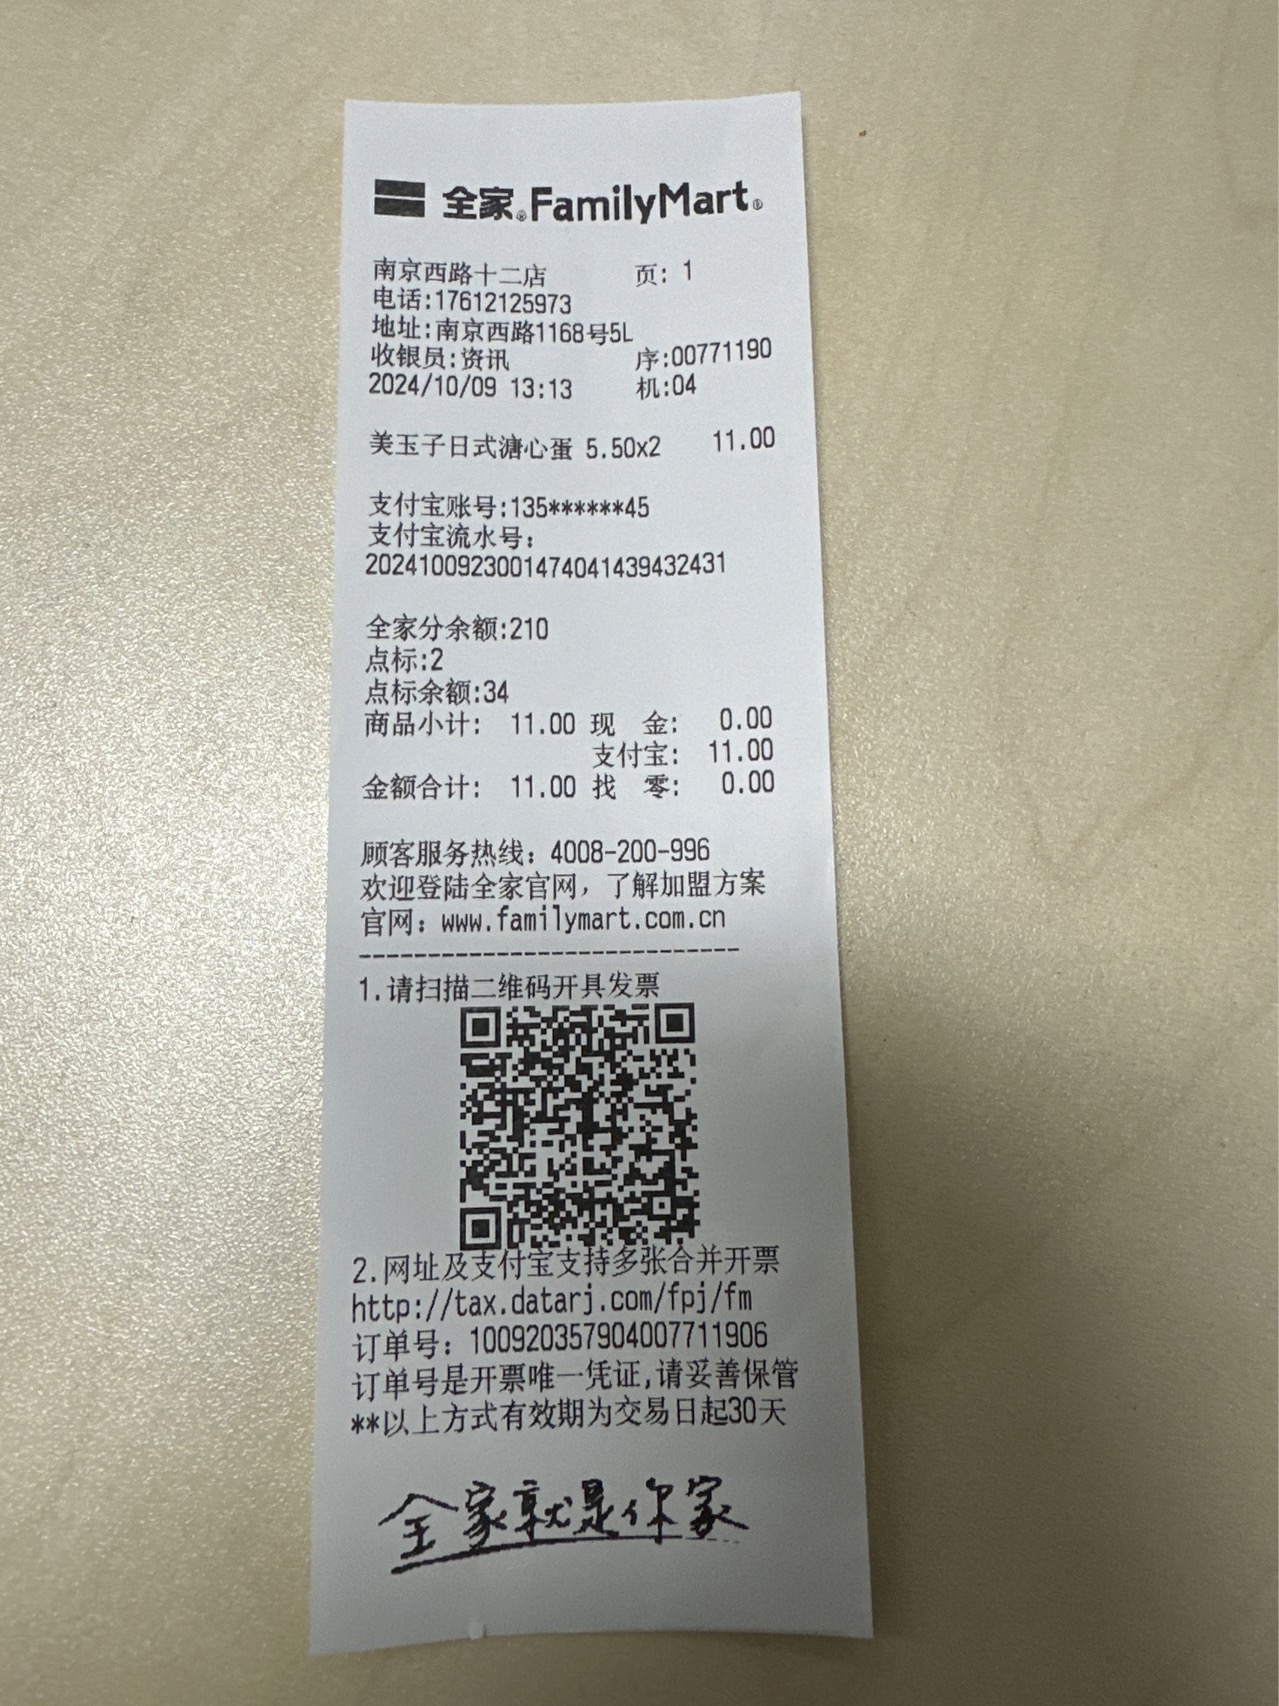 全家® FamilyMart®
南京西路十二店 页: 1
电话:17612125973
地址:南京西路1168号5L
收银员:资讯 序:00771190
2024/10/09 13:13 机:04
美玉子日式溏心蛋 5.50x2 11.00
支付宝账号:135******45
支付宝流水号:
2024100923001474041439432431
全家分余额:210
点标:2
点标余额:34
商品小计: 11.00 现 金: 0.00
支付宝: 11.00
金额合计: 11.00 找 零: 0.00
顾客服务热线: 4008-200-996
欢迎登陆全家官网，了解加盟方案
官网: www.familymart.com.cn
----------------------------
1.请扫描二维码开具发票
2.网址及支付宝支持多张合并开票
http://tax.datarj.com/fpj/fm
订单号: 100920357904007711906
订单号是开票唯一凭证,请妥善保管
**以上方式有效期为交易日起30天
全家就是你家